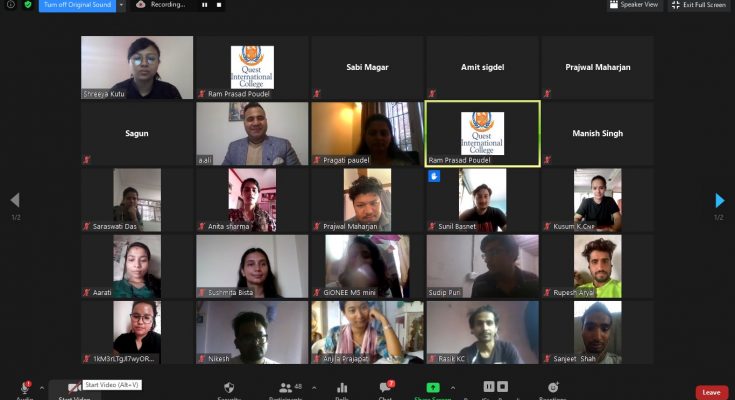 Turn off Original Sound
Recording...
Speaker View
Exit Full Screen
Shreeja Kutu
Quest
International
College
Ram Prasad Poudel
Sabi Magar
Amit sigdel
Prajwal Maharjan
Sagun
a.ali
Pragati paudel
Quest
International
College
Ram Prasad Poudel
Manish Singh
1/2
1/2
Saraswati Das
Anita sharma
Prajwal Maharjan
Sunil Basnet
Kusum K.C
Aarati
Sushmita Bista
GIONEE M5 mini
Sudip Puri
Rupesh Aryal
Nikesh
Anjila Prajapat
Rasik KC
Sanjeet Shah
Start Video (Alt+V)
Audio
Start Video
Security
Participants
48
Polls
Chat
7
Share Screen
Reactions
Leave